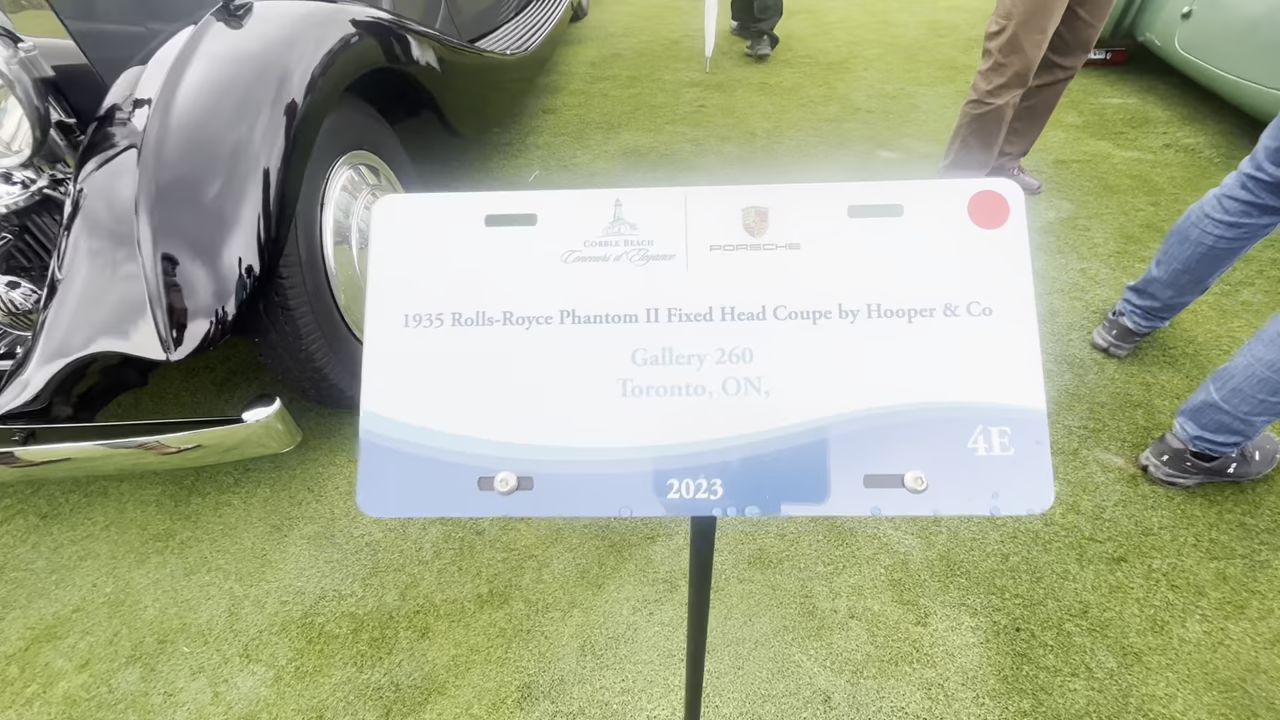 COBBLE BEACH
Concours d'Elegance
PORSCHE
1935 Rolls-Royce Phantom II Fixed Head Coupe by Hooper & Co
Gallery 260
Toronto, ON,
4E
2023